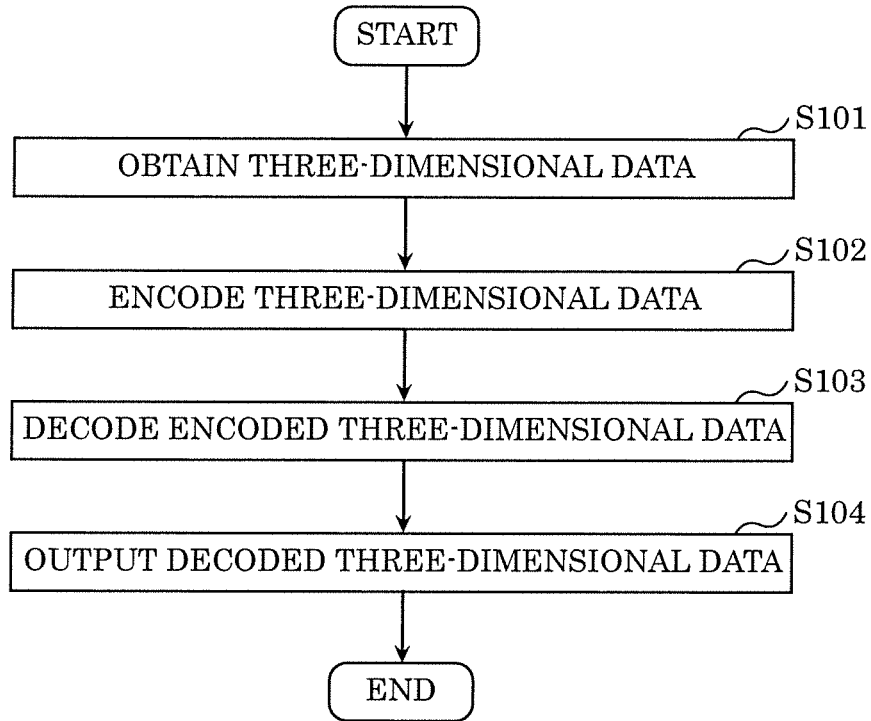 START
S101
OBTAIN THREE-DIMENSIONAL DATA
S102
ENCODE THREE-DIMENSIONAL DATA
S103
DECODE ENCODED THREE-DIMENSIONAL DATA
S104
OUTPUT DECODED THREE-DIMENSIONAL DATA
END